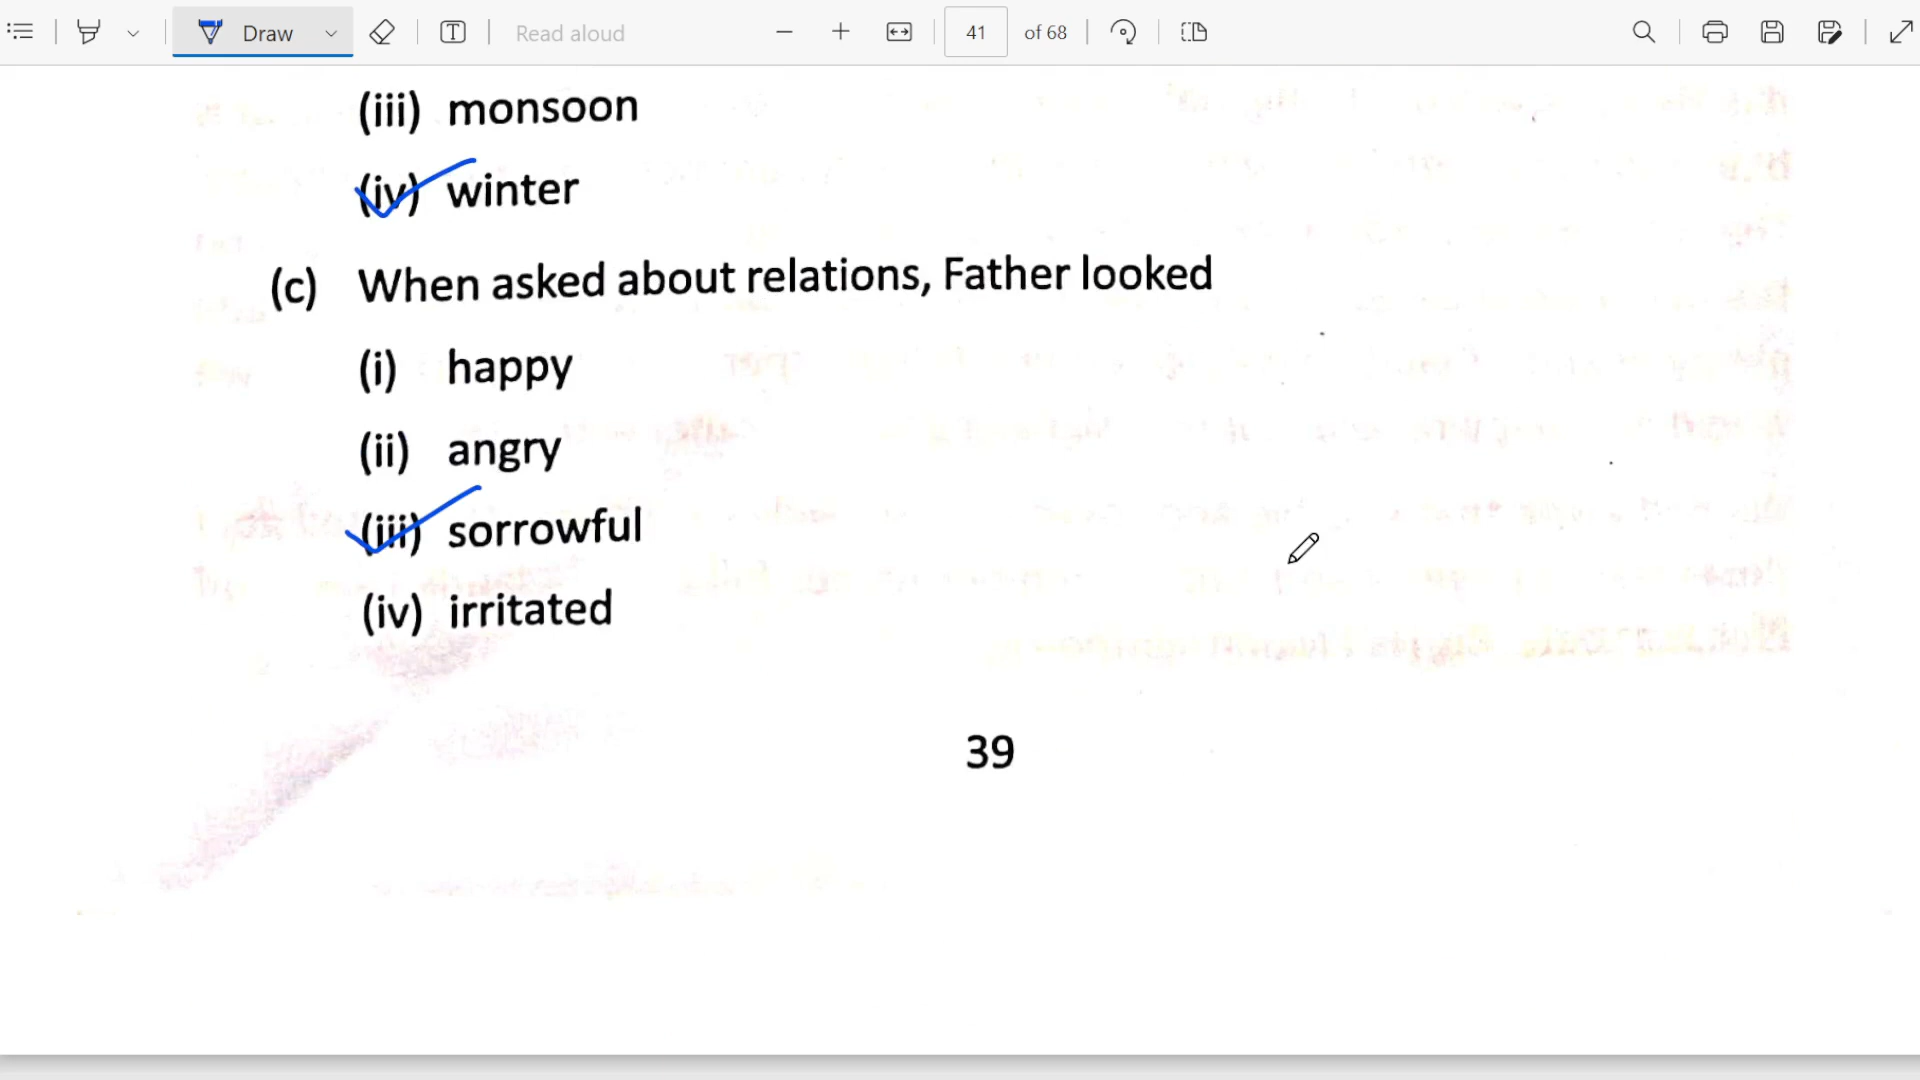 Draw
Read aloud
41
of 68
(iii) monsoon
(iv) winter
(c) When asked about relations, Father looked
(i) happy
(ii) angry
(iii) sorrowful
(iv) irritated
39